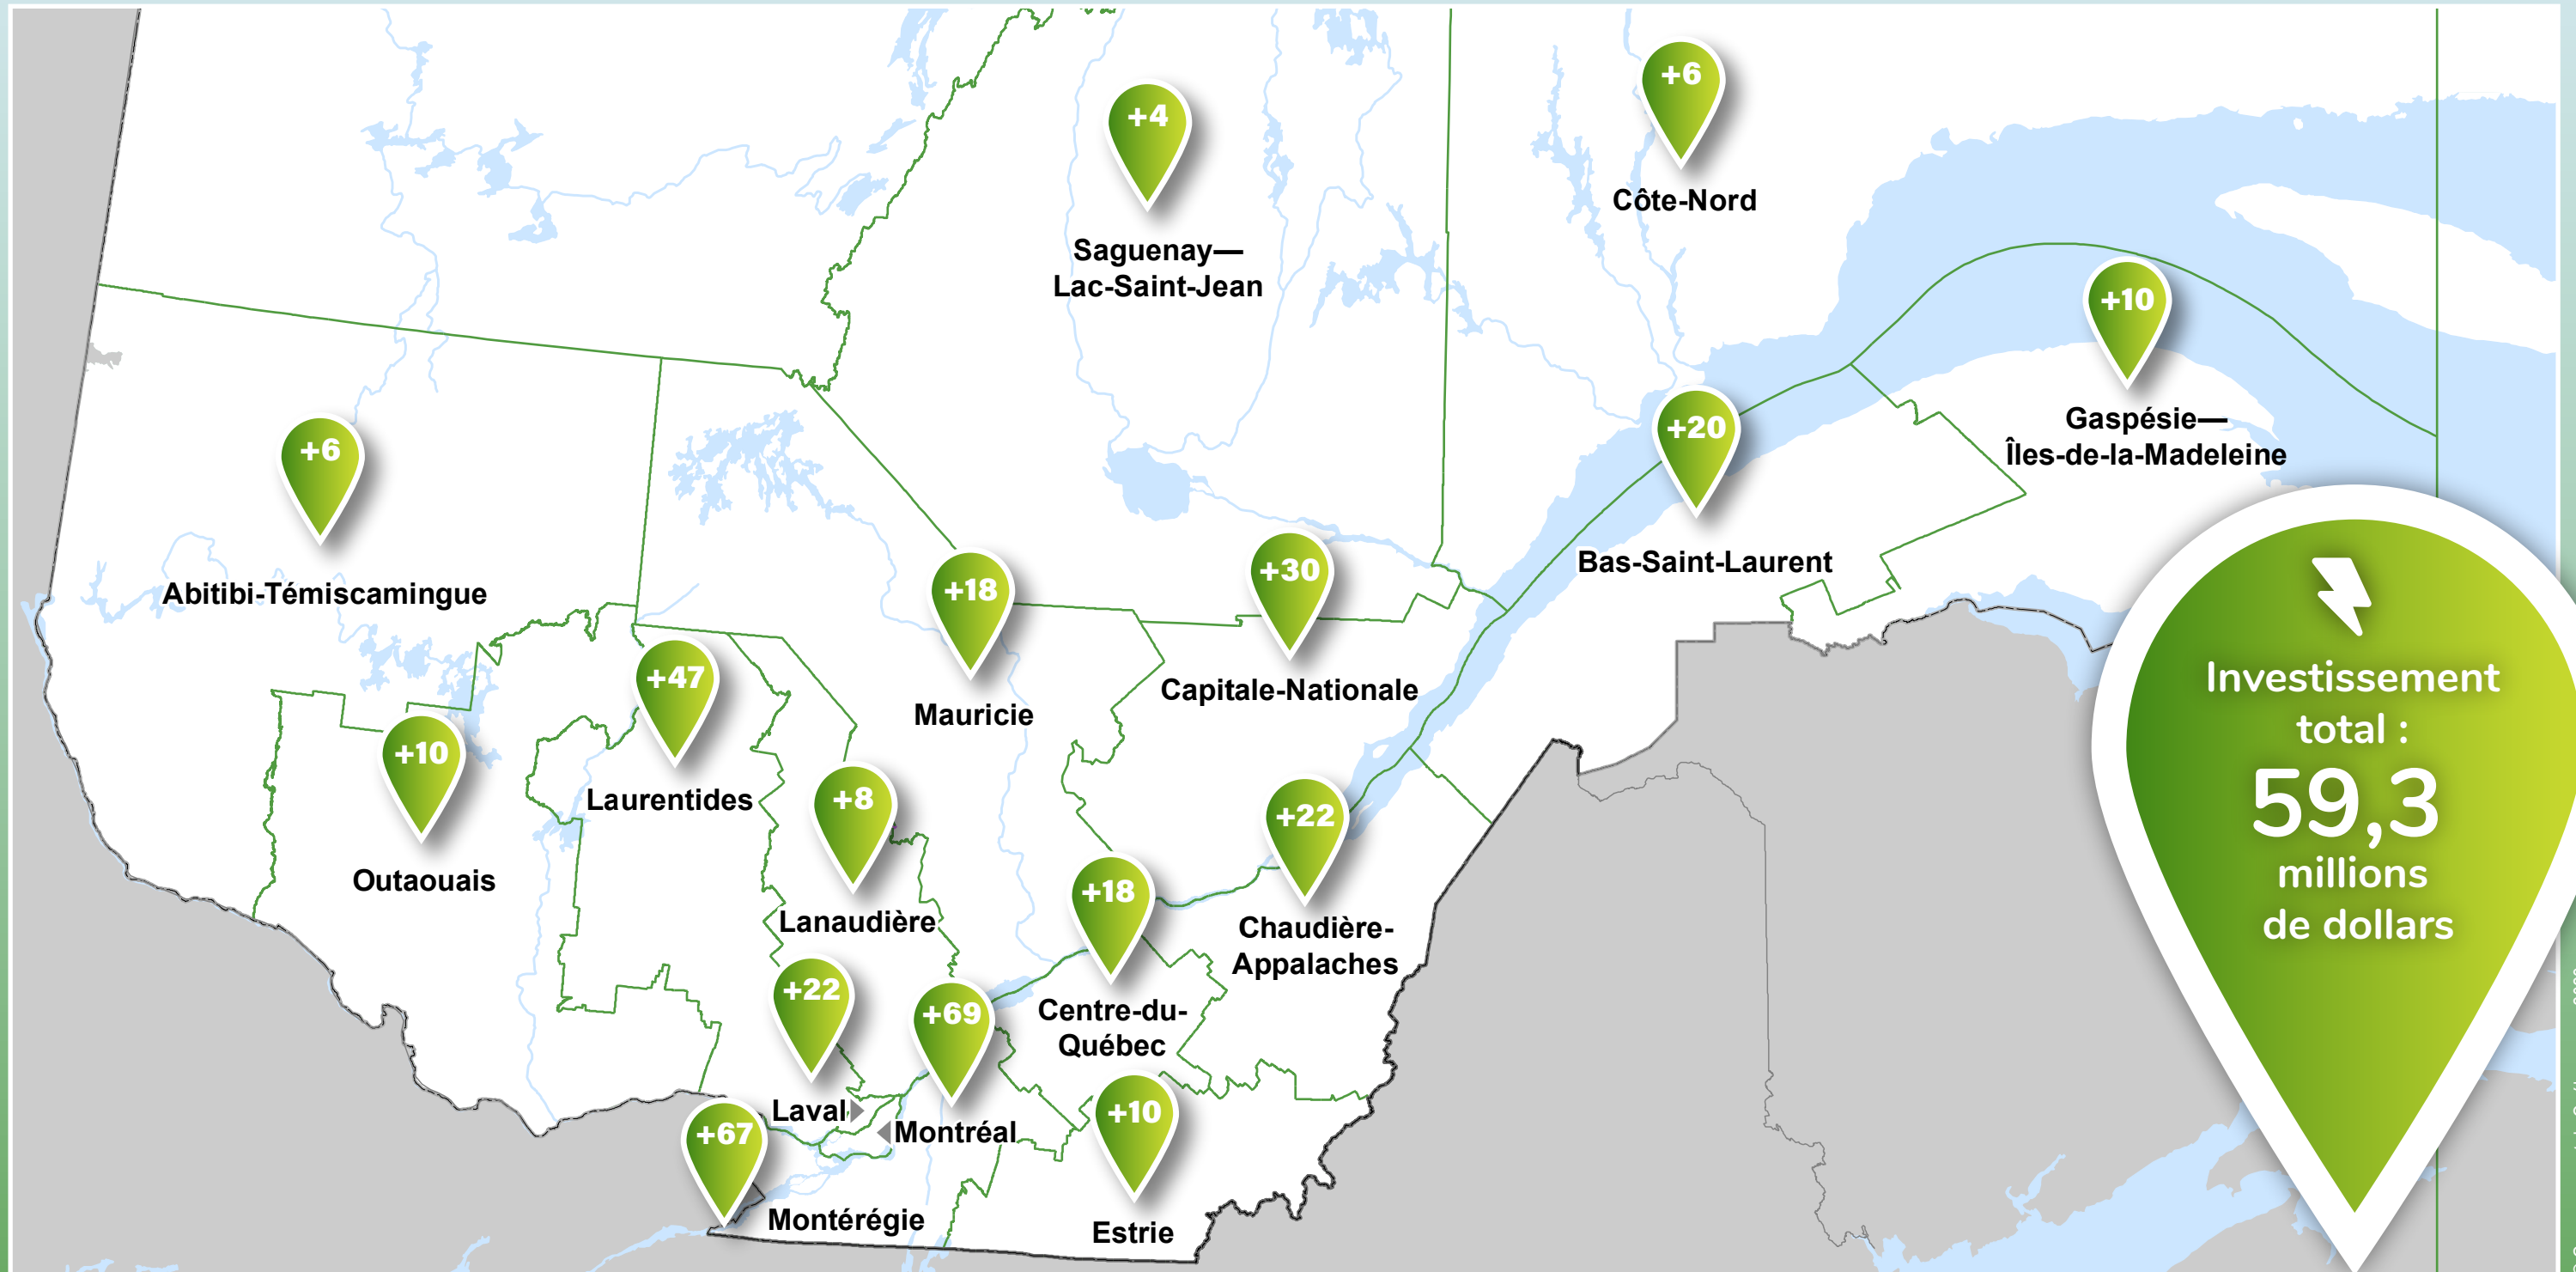 +6
Côte-Nord
+4
Saguenay—
Lac-Saint-Jean
+10
Gaspésie—
Îles-de-la-Madeleine
+20
Bas-Saint-Laurent
+6
Abitibi-Témiscamingue
+18
Mauricie
+30
Capitale-Nationale
+47
Laurentides
+10
Outaouais
+8
Lanaudière
+22
Chaudière-
Appalaches
+18
Centre-du-
Québec
+22
Laval
+69
Montréal
+67
Montérégie
+10
Estrie
Investissement
total :
59,3
millions
de dollars